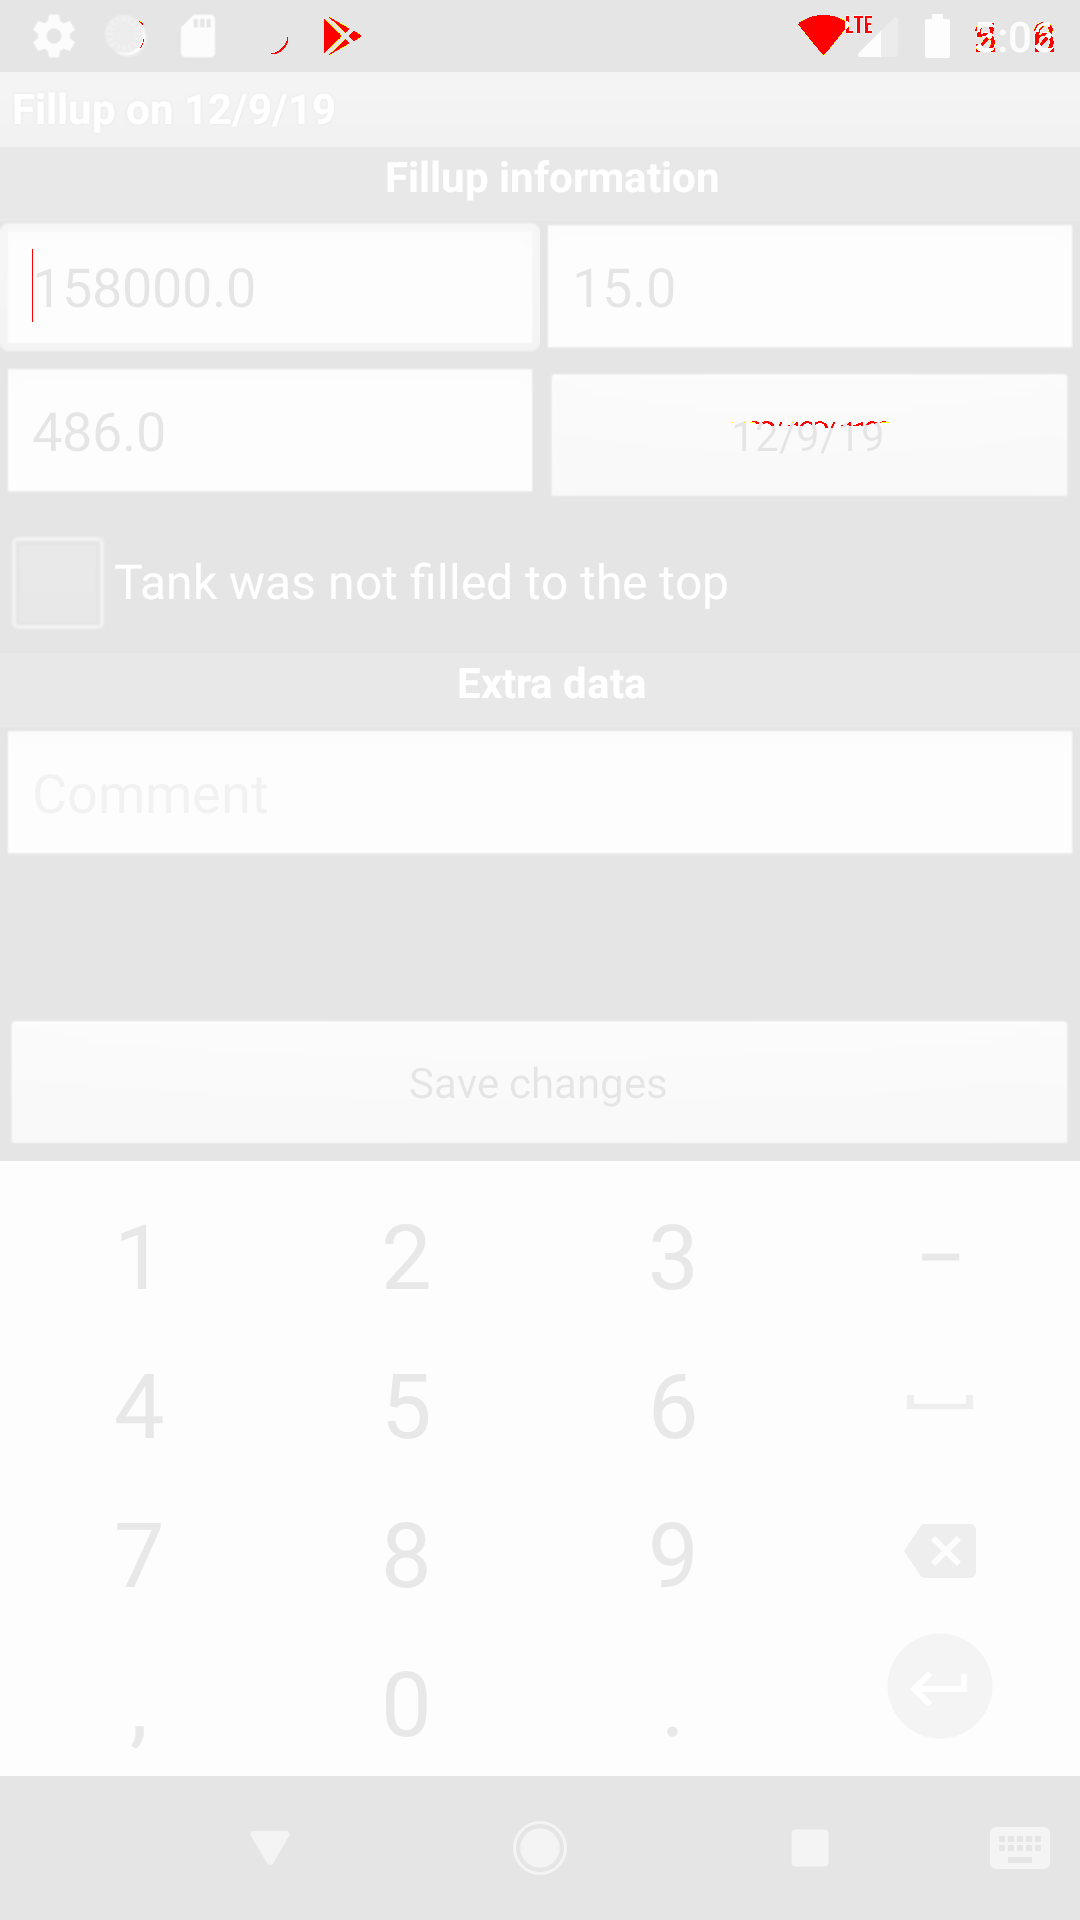 LTE
Fillup on 12/9/19
Fillup information
158000.0 15.0
486.0 12/9/19
Tank was not filled to the top
Extra data
Comment
Save changes
1 2 3 –
4 5 6
7 8 9
, 0 .